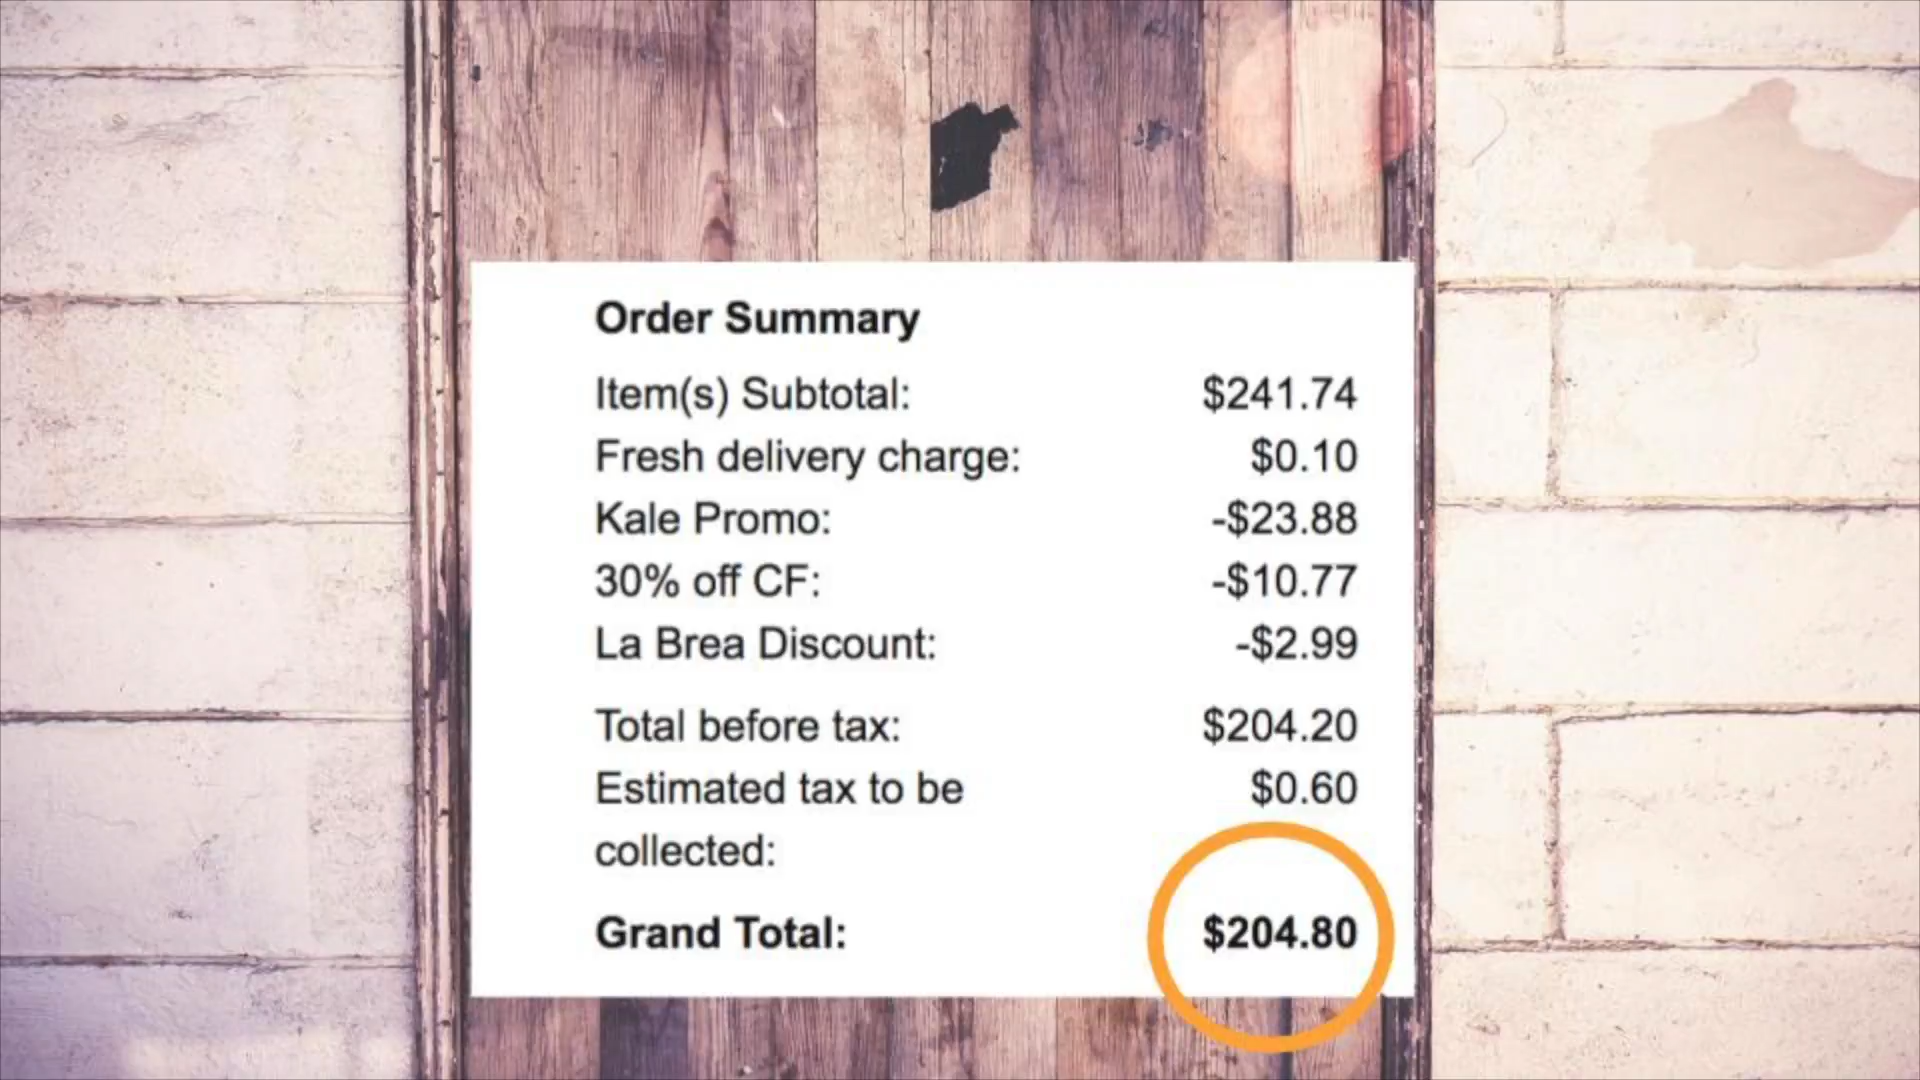 Order Summary
Item(s) Subtotal: $241.74
Fresh delivery charge: $0.10
Kale Promo: -$23.88
30% off CF: -$10.77
La Brea Discount: -$2.99
Total before tax: $204.20
Estimated tax to be $0.60
collected:
Grand Total: $204.80